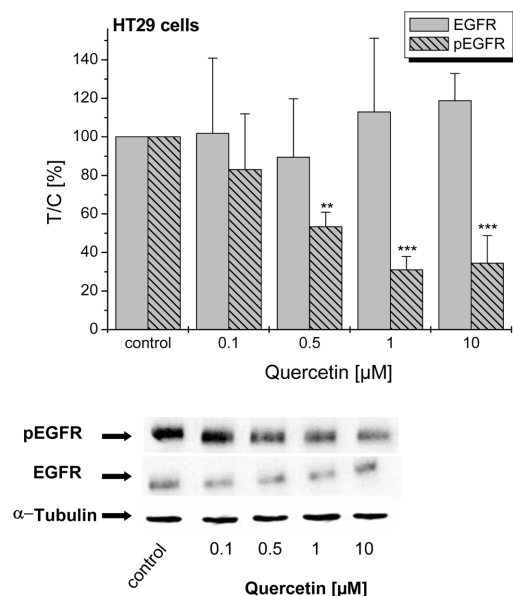 HT29 cells
EGFR
pEGFR
T/C [%]
140
120
100
80
60
40
20
0
**
***
***
control 0.1 0.5 1 10
Quercetin [µM]
pEGFR
EGFR
α−Tubulin
control 0.1 0.5 1 10
Quercetin [µM]